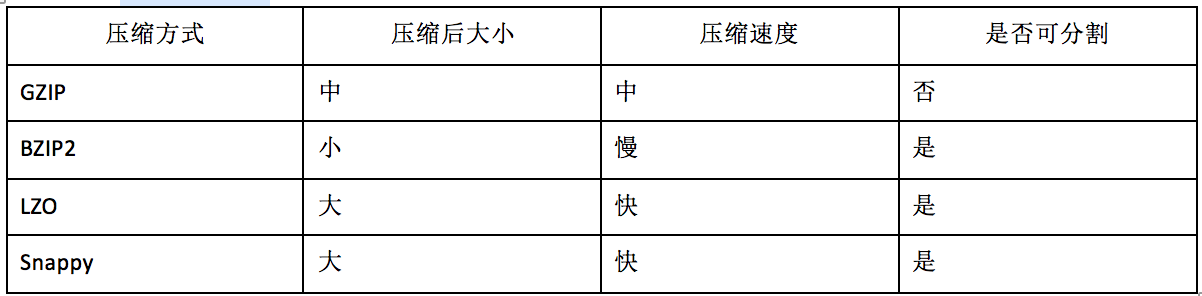 压缩方式 压缩后大小 压缩速度 是否可分割
GZIP 中 中 否
BZIP2 小 慢 是
LZO 大 快 是
Snappy 大 快 是